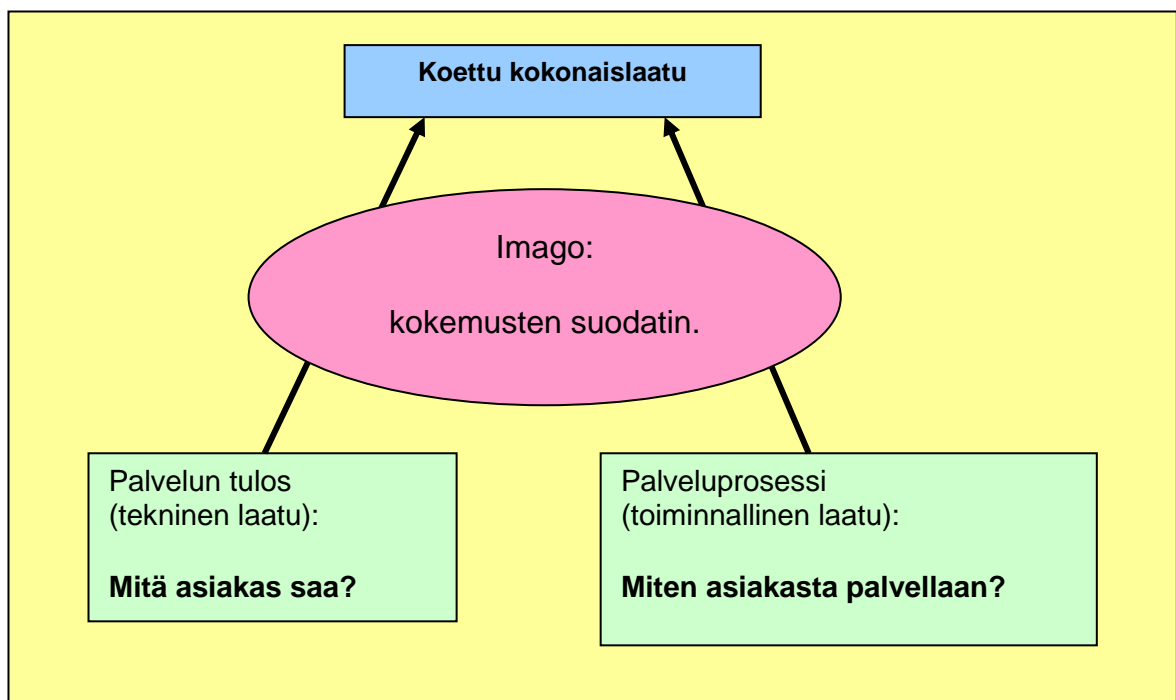 Koettu kokonaislaatu
Imago:
kokemusten suodatin.
Palvelun tulos
(tekninen laatu):
Mitä asiakas saa?
Palveluprosessi
(toiminnallinen laatu):
Miten asiakasta palvellaan?